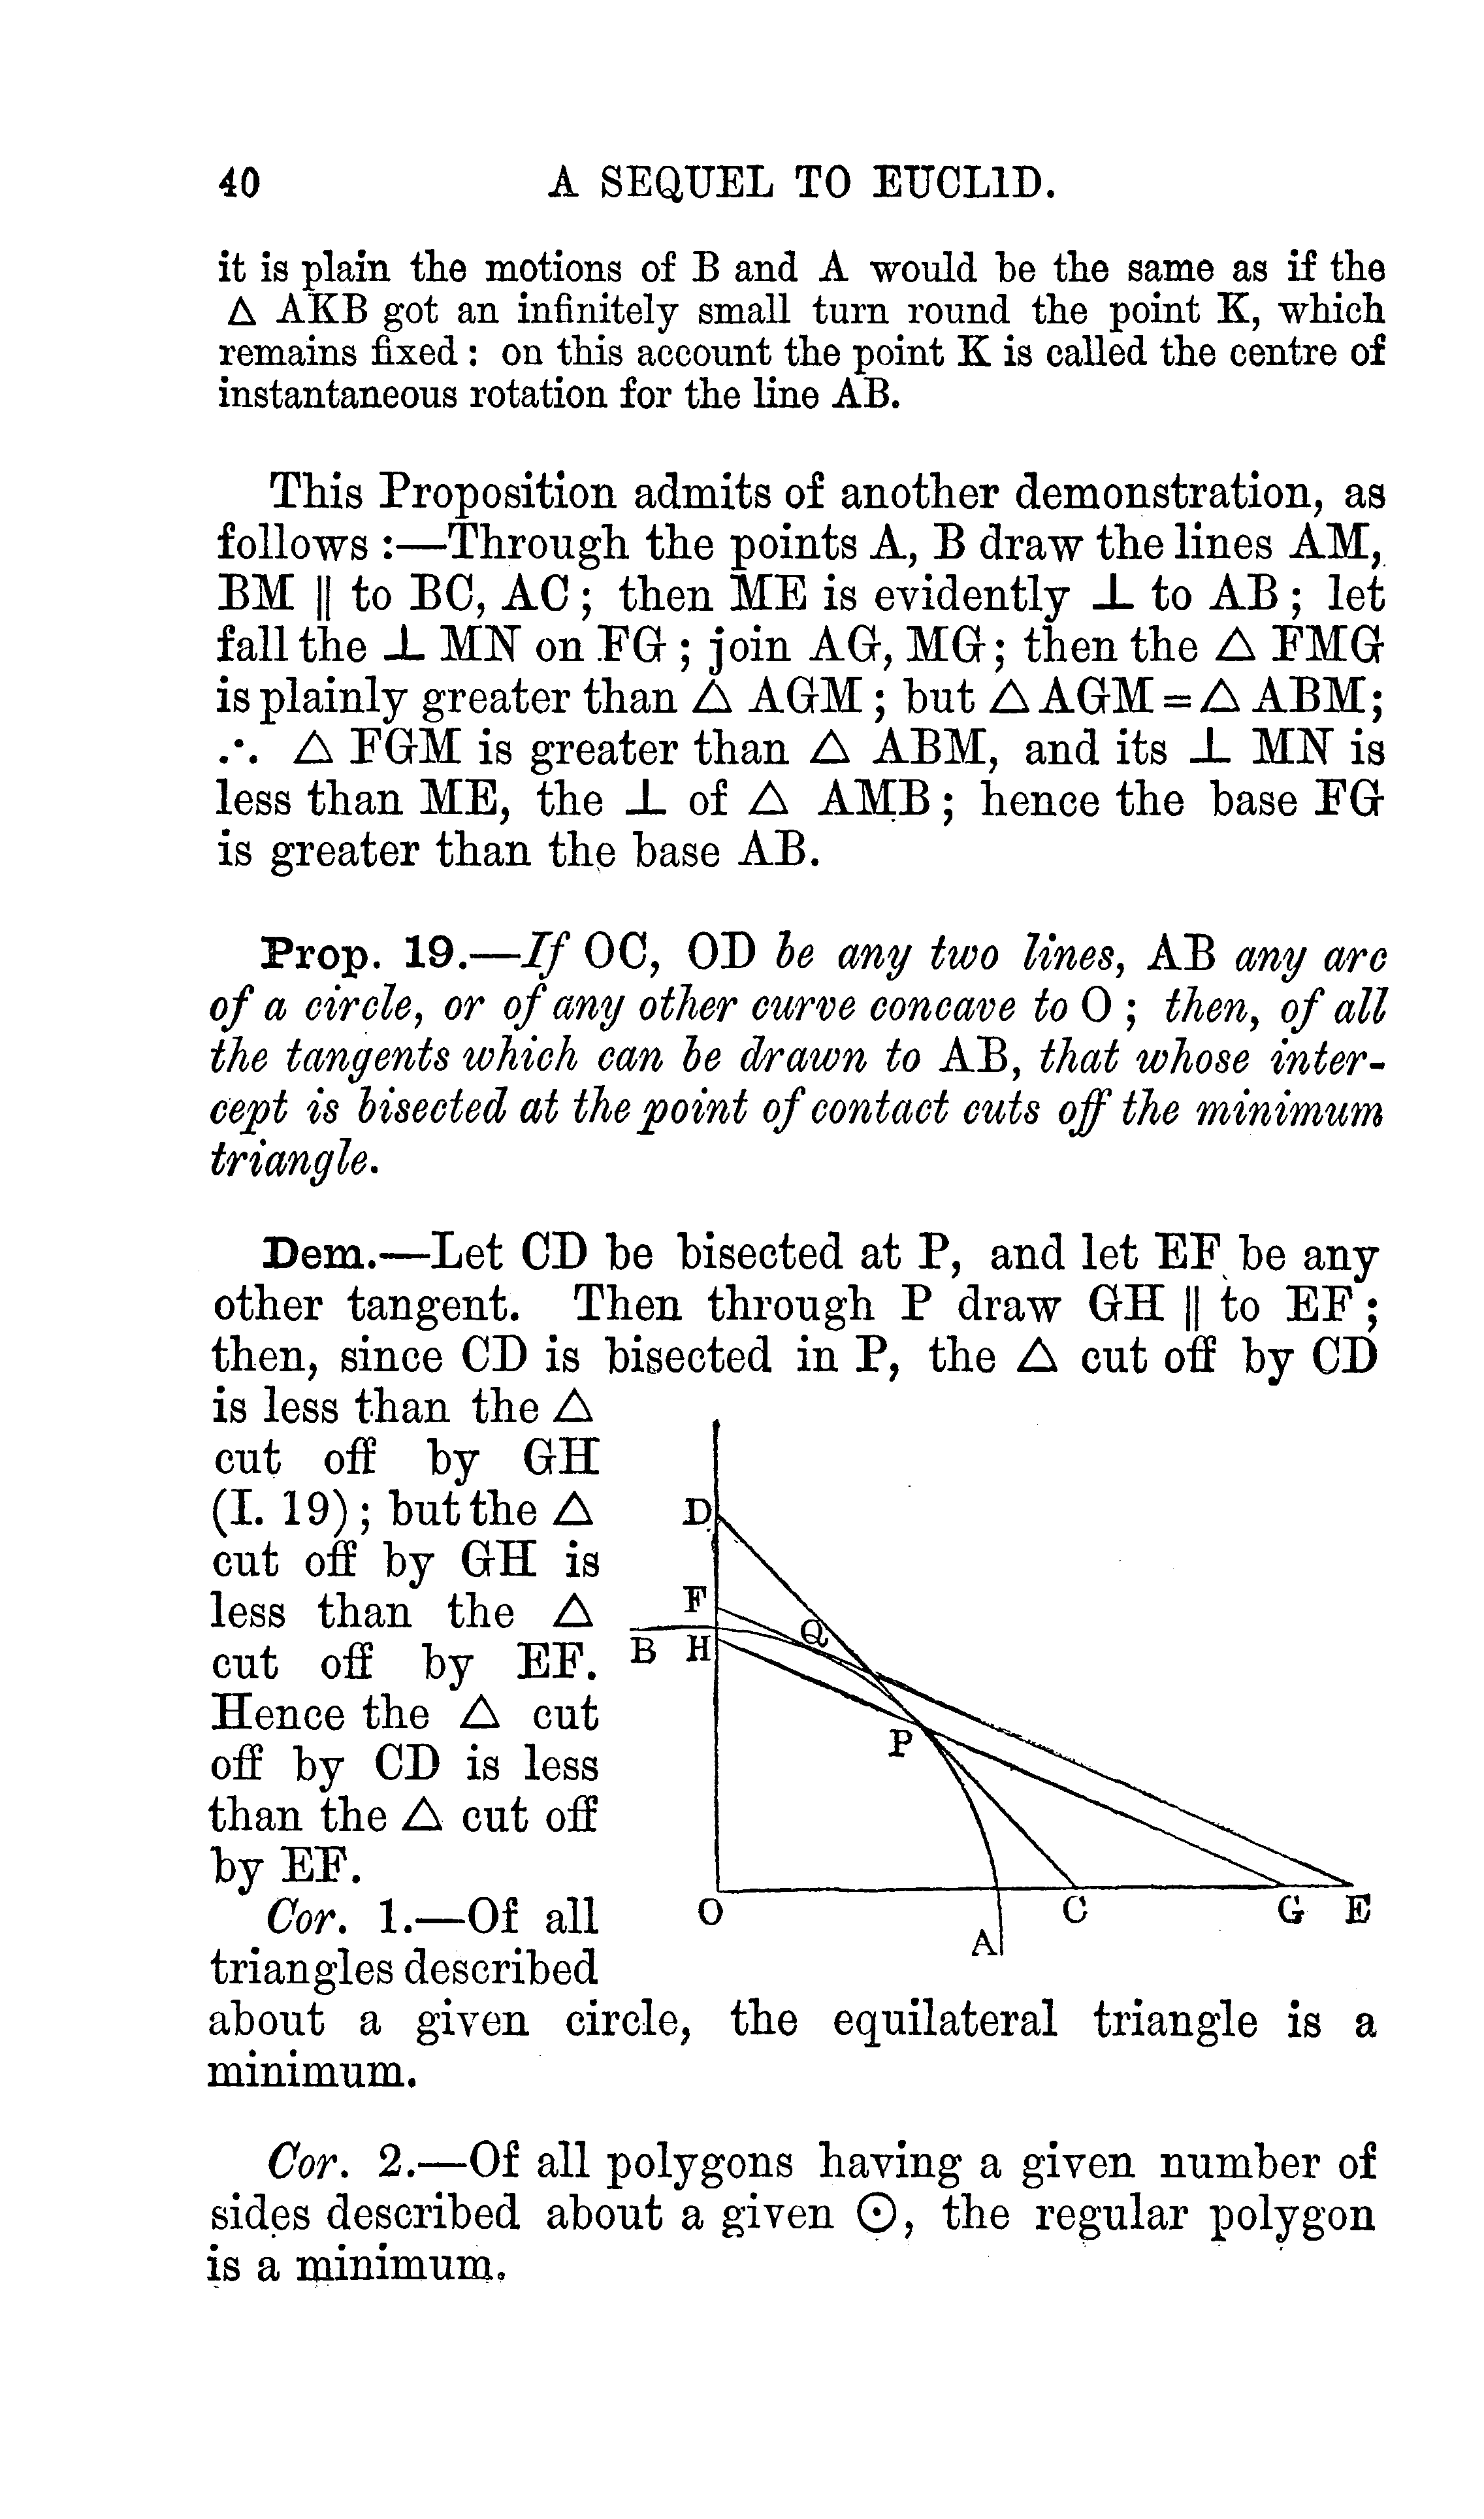 40 A SEQUEL TO EUCL1D.
it is plain the motions of B and A would be the same as if the
△ AKB got an infinitely small turn round the point K, which
remains fixed: on this account the point K is called the centre of
instantaneous rotation for the line AB.
This Proposition admits of another demonstration, as
follows:—Through the points A, B draw the lines AM,
BM || to BC, AC; then ME is evidently ⊥ to AB; let
fall the ⊥ MN on FG; join AG, MG; then the △ FMG
is plainly greater than △ AGM; but △ AGM = △ ABM;
∴ △ FGM is greater than △ ABM, and its ⊥ MN is
less than ME, the ⊥ of △ AMB; hence the base FG
is greater than the base AB.
Prop. 19.—If OC, OD be any two lines, AB any arc
of a circle, or of any other curve concave to O; then, of all
the tangents which can be drawn to AB, that whose inter-
cept is bisected at the point of contact cuts off the minimum
triangle.
Dem.—Let CD be bisected at P, and let EF be any
other tangent. Then through P draw GH || to EF;
then, since CD is bisected in P, the △ cut off by CD
is less than the △
cut off by GH
(I. 19); but the △
cut off by GH is
less than the △
cut off by EF.
Hence the △ cut
off by CD is less
than the △ cut off
by EF.
D
F
Q
B H
P
O
C
G E
A
Cor. 1.—Of all
triangles described
about a given circle, the equilateral triangle is a
minimum.
Cor. 2.—Of all polygons having a given number of
sides described about a given ⊙, the regular polygon
is a minimum.